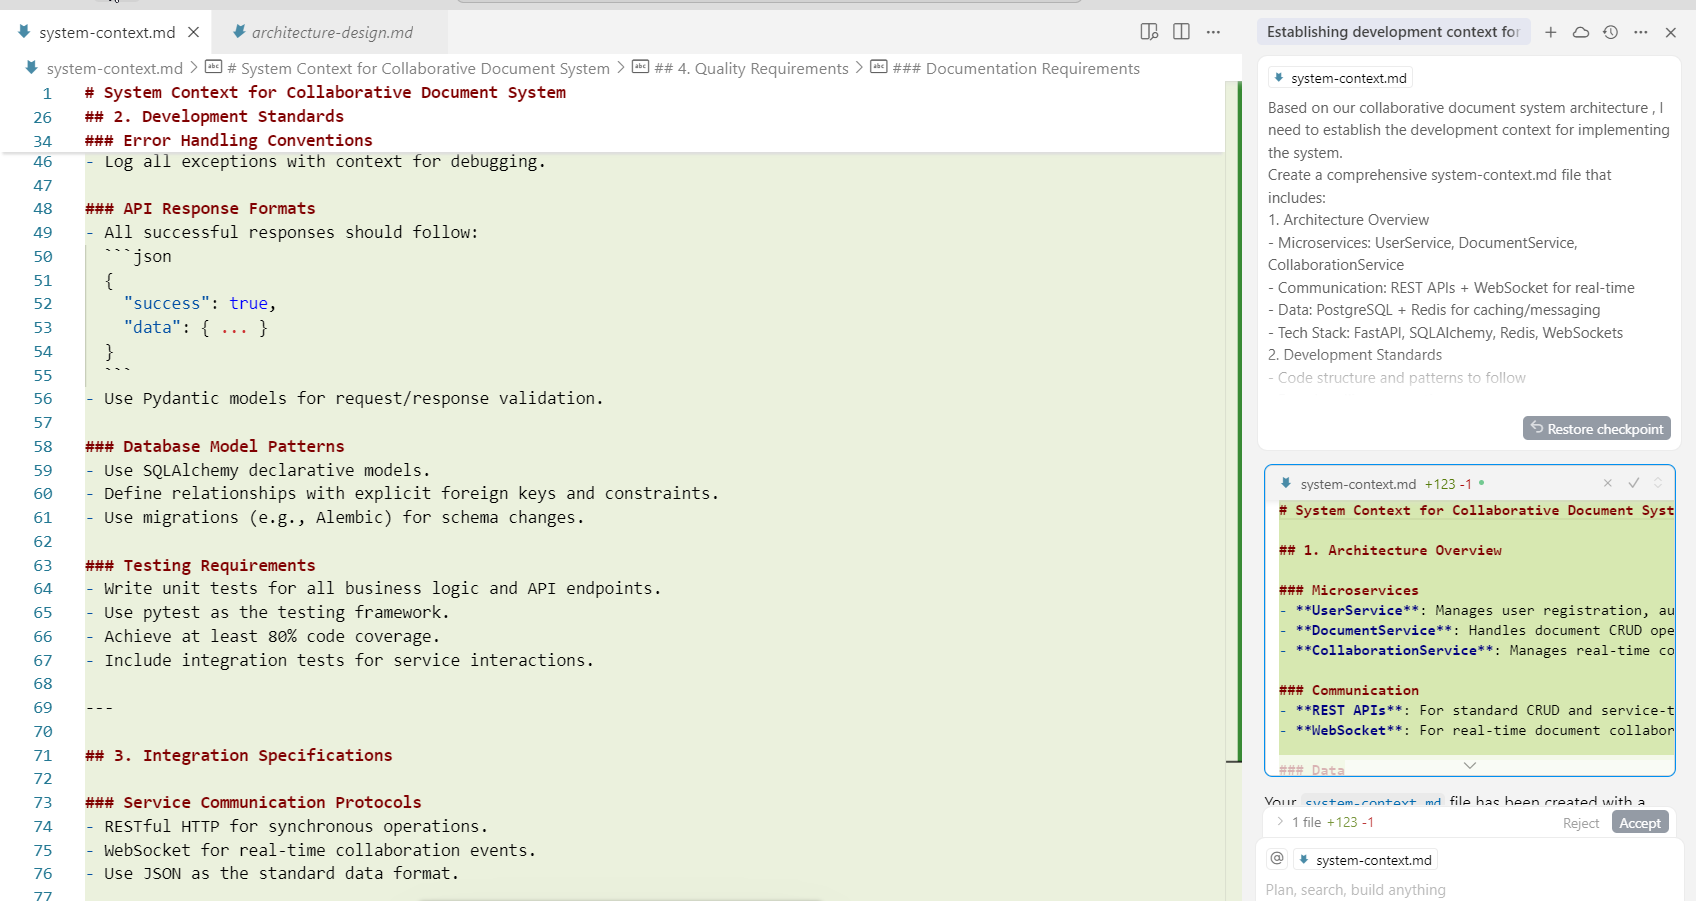 system-context.md
architecture-design.md
system-context.md > # System Context for Collaborative Document System > ## 4. Quality Requirements > ### Documentation Requirements
1 # System Context for Collaborative Document System
26 ## 2. Development Standards
34 ### Error Handling Conventions
46 - Log all exceptions with context for debugging.
47
48 ### API Response Formats
49 - All successful responses should follow:
50 ```json
51 {
52 "success": true,
53 "data": { ... }
54 }
55 ```
56 - Use Pydantic models for request/response validation.
57
58 ### Database Model Patterns
59 - Use SQLAlchemy declarative models.
60 - Define relationships with explicit foreign keys and constraints.
61 - Use migrations (e.g., Alembic) for schema changes.
62
63 ### Testing Requirements
64 - Write unit tests for all business logic and API endpoints.
65 - Use pytest as the testing framework.
66 - Achieve at least 80% code coverage.
67 - Include integration tests for service interactions.
68
69 ---
70
71 ## 3. Integration Specifications
72
73 ### Service Communication Protocols
74 - RESTful HTTP for synchronous operations.
75 - WebSocket for real-time collaboration events.
76 - Use JSON as the standard data format.
77
Establishing development context for
system-context.md
Based on our collaborative document system architecture , I
need to establish the development context for implementing
the system.
Create a comprehensive system-context.md file that
includes:
1. Architecture Overview
- Microservices: UserService, DocumentService,
CollaborationService
- Communication: REST APIs + WebSocket for real-time
- Data: PostgreSQL + Redis for caching/messaging
- Tech Stack: FastAPI, SQLAlchemy, Redis, WebSockets
2. Development Standards
- Code structure and patterns to follow
Restore checkpoint
system-context.md +123 -1
# System Context for Collaborative Document Syst
## 1. Architecture Overview
### Microservices
- **UserService**: Manages user registration, au
- **DocumentService**: Handles document CRUD ope
- **CollaborationService**: Manages real-time co
### Communication
- **REST APIs**: For standard CRUD and service-t
- **WebSocket**: For real-time document collabor
### Data
Your system-context.md file has been created with a
1 file +123 -1
Reject
Accept
@ system-context.md
Plan, search, build anything